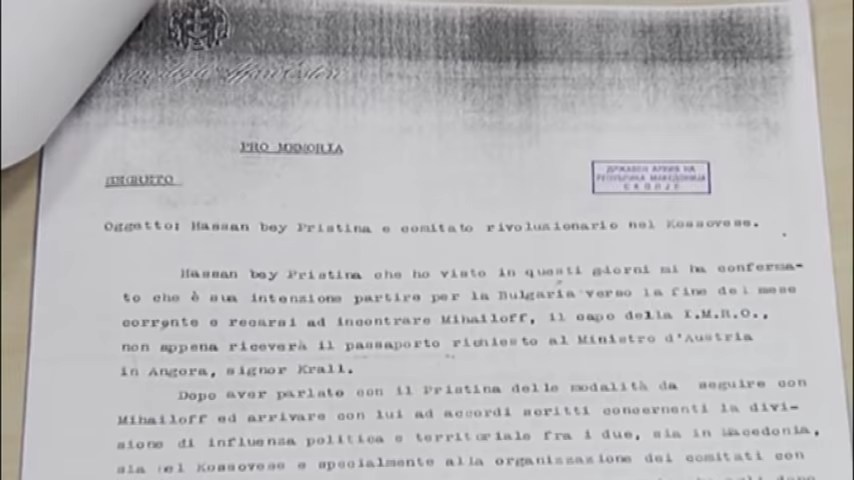 PRO MEMORIA
SEGRETO
ДРЖАВЕН АРХИВ НА
РЕПУБЛИКА МАКЕДОНИЈА
СКОПЈЕ
Oggetto: Hassan bey Pristina e comitato rivoluzionario nel Kossovese.
Hassan bey Pristina che ho visto in questi giorni mi ha conferma-
to che è sua intenzione partire per la Bulgaria verso la fine del mese
corrente e recarsi ad incontrare Mihailoff, il capo della I.M.R.O.,
non appena riceverà il passaporto richiesto al Ministro d'Austria
in Angora, signor Krall.
Dopo aver parlato con il Pristina delle modalità da seguire con
Mihailoff ed arrivare con lui ad accordi scritti concernenti la divi-
sione di influenza politica e territoriale fra i due, sia in Macedonia,
sia nel Kossovese e specialmente alla organizzazione dei comitati con